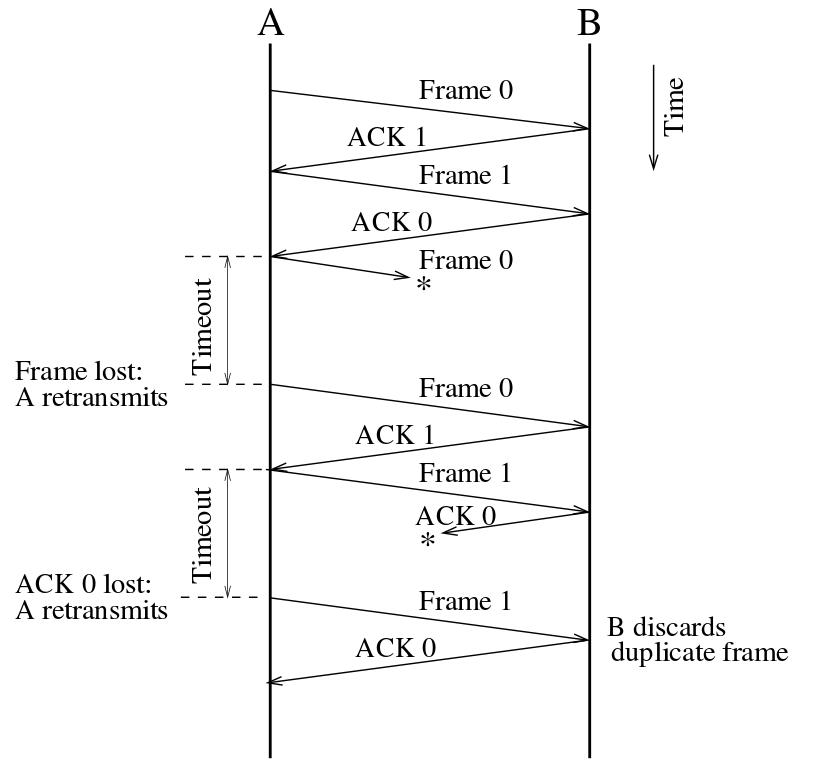 A
B
Frame 0
Time
ACK 1
Frame 1
ACK 0
Frame 0
*
Timeout
Frame lost:
A retransmits
Frame 0
ACK 1
Frame 1
ACK 0
*
Timeout
ACK 0 lost:
A retransmits
Frame 1
B discards
duplicate frame
ACK 0